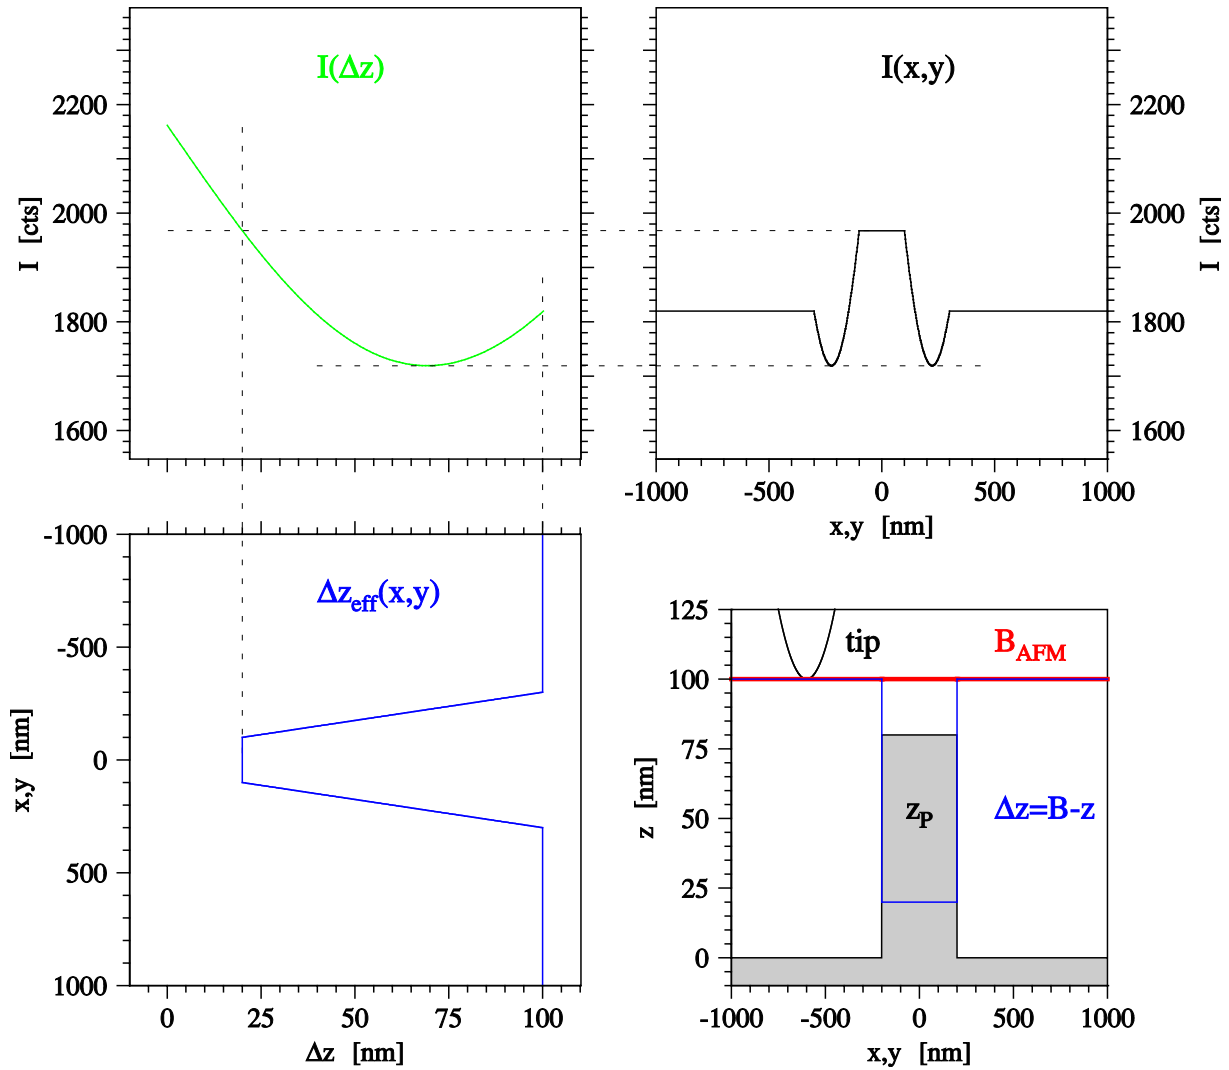 I(Δz)
2200
2000
1800
1600
I [cts]
I(x,y)
2200
2000
1800
1600
I [cts]
-1000 -500 0 500 1000
x,y [nm]
Δz_eff(x,y)
-1000
-500
0
500
1000
x,y [nm]
0 25 50 75 100
Δz [nm]
125
100
75
50
25
0
z [nm]
tip
B_AFM
z_P
Δz=B-z
-1000 -500 0 500 1000
x,y [nm]